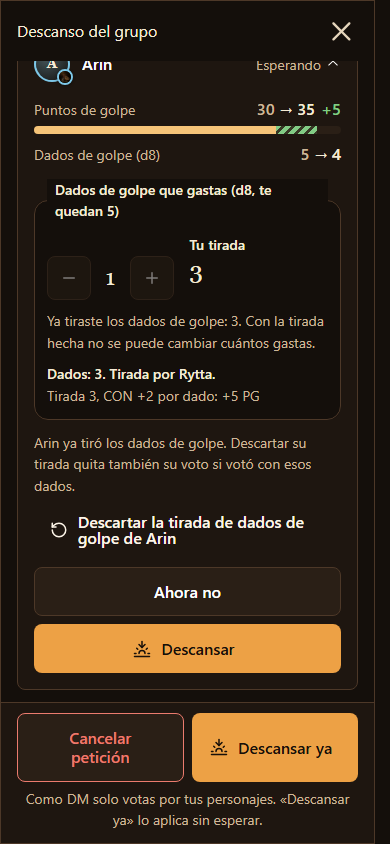 Descanso del grupo
A
Arin
Esperando
Puntos de golpe
30 → 35 +5
Dados de golpe (d8)
5 → 4
Dados de golpe que gastas (d8, te
quedan 5)
Tu tirada
− 1 +
3
Ya tiraste los dados de golpe: 3. Con la tirada
hecha no se puede cambiar cuántos gastas.
Dados: 3. Tirada por Rytta.
Tirada 3, CON +2 por dado: +5 PG
Arin ya tiró los dados de golpe. Descartar su
tirada quita también su voto si votó con esos
dados.
Descartar la tirada de dados de
golpe de Arin
Ahora no
Descansar
Cancelar
petición
Descansar ya
Como DM solo votas por tus personajes. «Descansar
ya» lo aplica sin esperar.